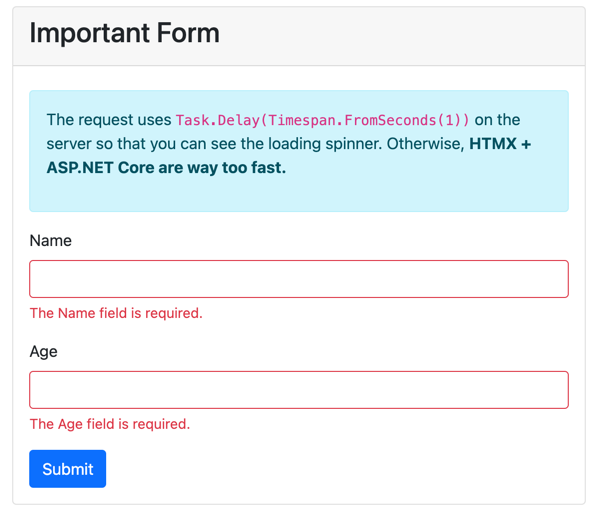 Important Form
The request uses Task.Delay(Timespan.FromSeconds(1)) on the
server so that you can see the loading spinner. Otherwise, HTMX +
ASP.NET Core are way too fast.
Name
The Name field is required.
Age
The Age field is required.
Submit